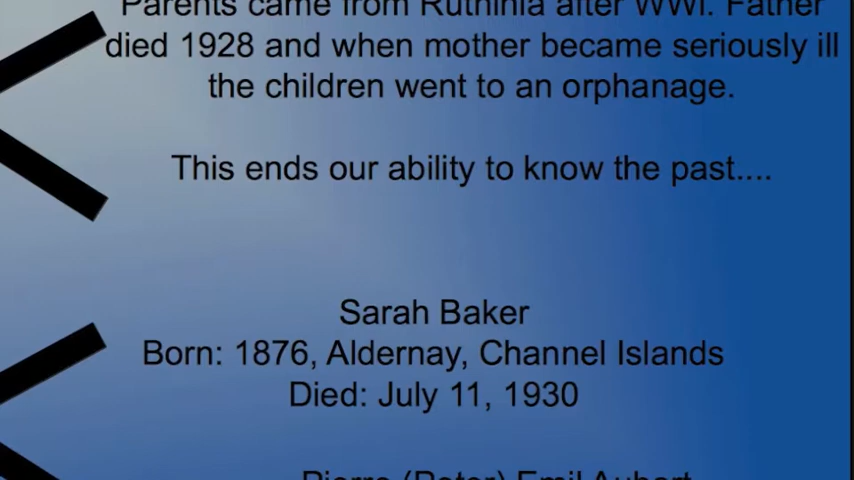 Parents came from Ruthinia after WWI. Father
died 1928 and when mother became seriously ill
the children went to an orphanage.
This ends our ability to know the past....
Sarah Baker
Born: 1876, Aldernay, Channel Islands
Died: July 11, 1930
Pierre (Peter) Emil Aubert